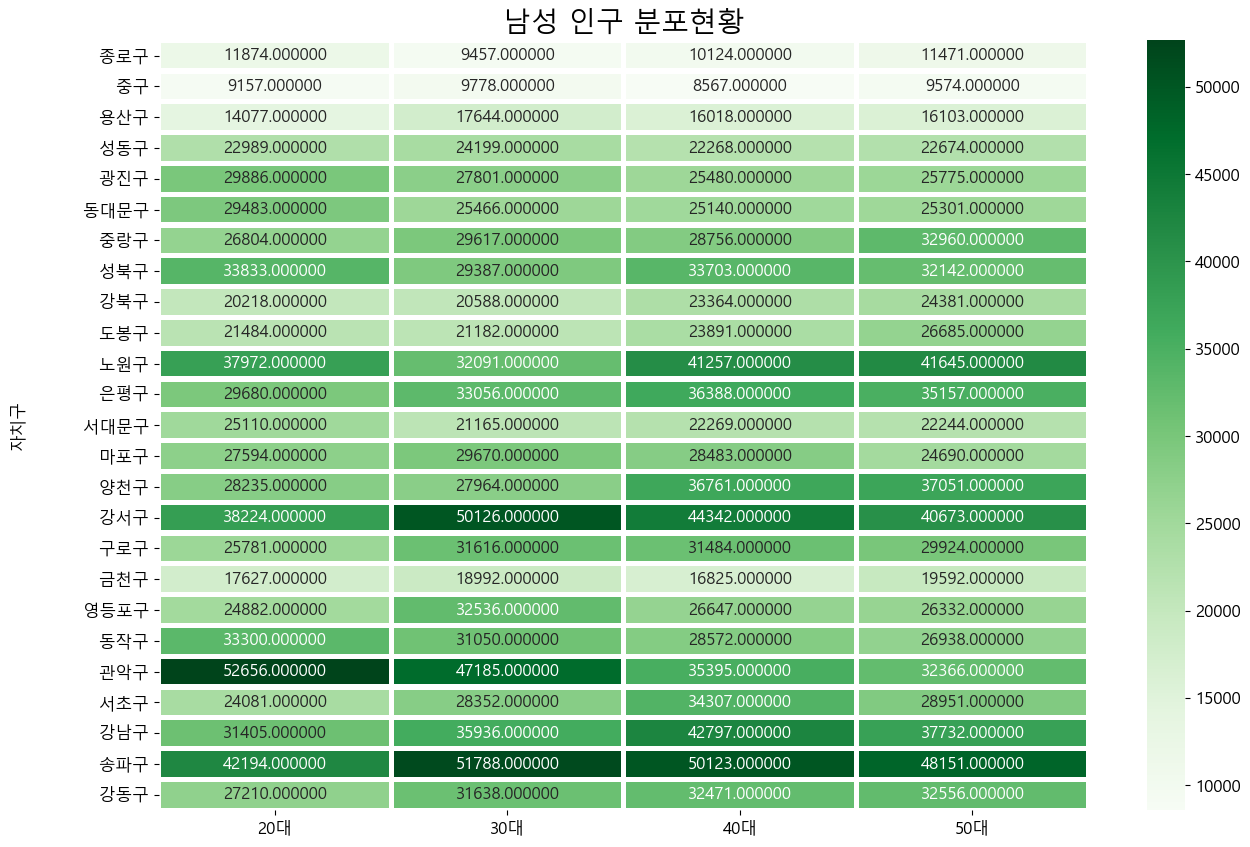 남성 인구 분포현황
자치구
종로구 11874.000000 9457.000000 10124.000000 11471.000000
중구 9157.000000 9778.000000 8567.000000 9574.000000
용산구 14077.000000 17644.000000 16018.000000 16103.000000
성동구 22989.000000 24199.000000 22268.000000 22674.000000
광진구 29886.000000 27801.000000 25480.000000 25775.000000
동대문구 29483.000000 25466.000000 25140.000000 25301.000000
중랑구 26804.000000 29617.000000 28756.000000 32960.000000
성북구 33833.000000 29387.000000 33703.000000 32142.000000
강북구 20218.000000 20588.000000 23364.000000 24381.000000
도봉구 21484.000000 21182.000000 23891.000000 26685.000000
노원구 37972.000000 32091.000000 41257.000000 41645.000000
은평구 29680.000000 33056.000000 36388.000000 35157.000000
서대문구 25110.000000 21165.000000 22269.000000 22244.000000
마포구 27594.000000 29670.000000 28483.000000 24690.000000
양천구 28235.000000 27964.000000 36761.000000 37051.000000
강서구 38224.000000 50126.000000 44342.000000 40673.000000
구로구 25781.000000 31616.000000 31484.000000 29924.000000
금천구 17627.000000 18992.000000 16825.000000 19592.000000
영등포구 24882.000000 32536.000000 26647.000000 26332.000000
동작구 33300.000000 31050.000000 28572.000000 26938.000000
관악구 52656.000000 47185.000000 35395.000000 32366.000000
서초구 24081.000000 28352.000000 34307.000000 28951.000000
강남구 31405.000000 35936.000000 42797.000000 37732.000000
송파구 42194.000000 51788.000000 50123.000000 48151.000000
강동구 27210.000000 31638.000000 32471.000000 32556.000000
20대 30대 40대 50대
50000
45000
40000
35000
30000
25000
20000
15000
10000